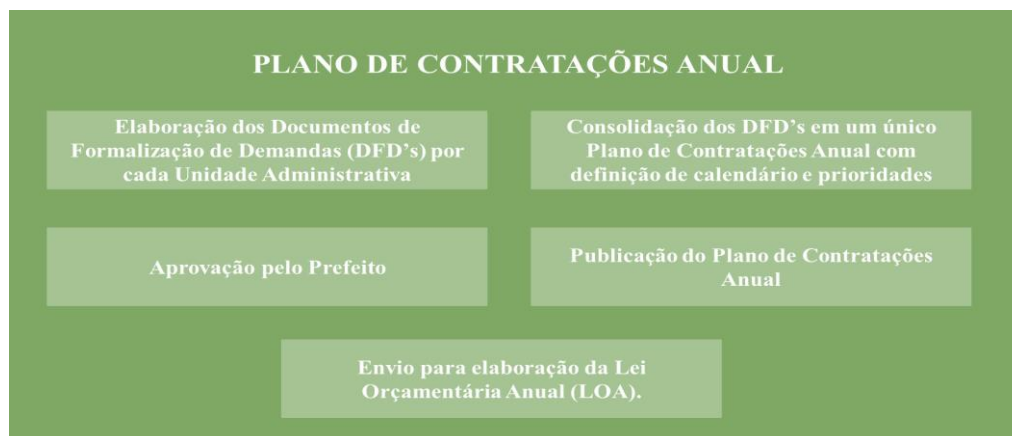 PLANO DE CONTRATAÇÕES ANUAL
Elaboração dos Documentos de
Formalização de Demandas (DFD's) por
cada Unidade Administrativa
Consolidação dos DFD's em um único
Plano de Contratações Anual com
definição de calendário e prioridades
Aprovação pelo Prefeito
Publicação do Plano de Contratações
Anual
Envio para elaboração da Lei
Orçamentária Anual (LOA).